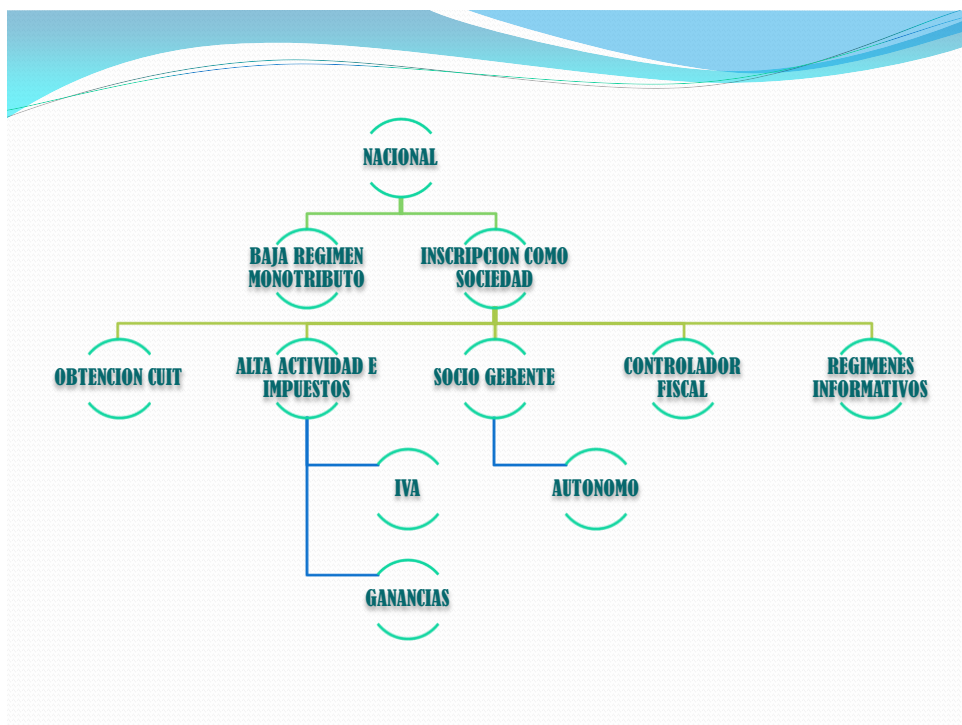 NACIONAL
BAJA REGIMEN
MONOTRIBUTO
INSCRIPCION COMO
SOCIEDAD
OBTENCION CUIT
ALTA ACTIVIDAD E
IMPUESTOS
SOCIO GERENTE
CONTROLADOR
FISCAL
REGIMENES
INFORMATIVOS
IVA
AUTONOMO
GANANCIAS